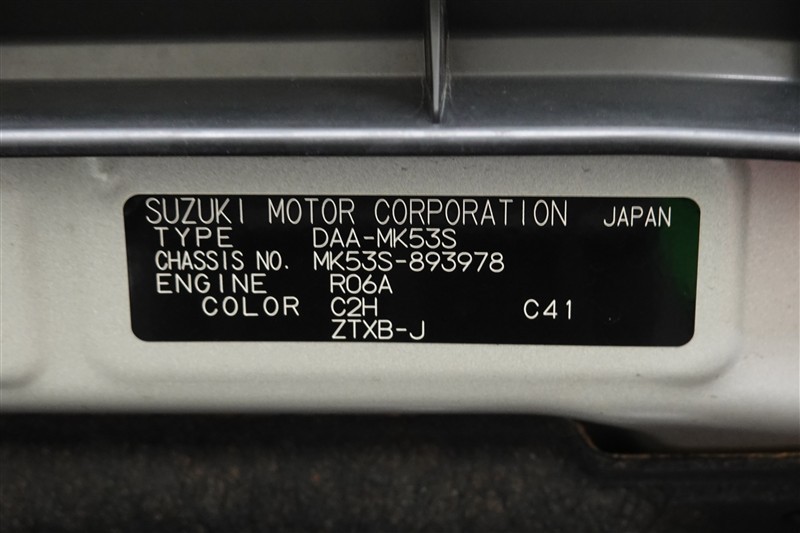 SUZUKI MOTOR CORPORATION JAPAN
TYPE DAA-MK53S
CHASSIS NO. MK53S-893978
ENGINE R06A
COLOR C2H C41
ZTXB-J